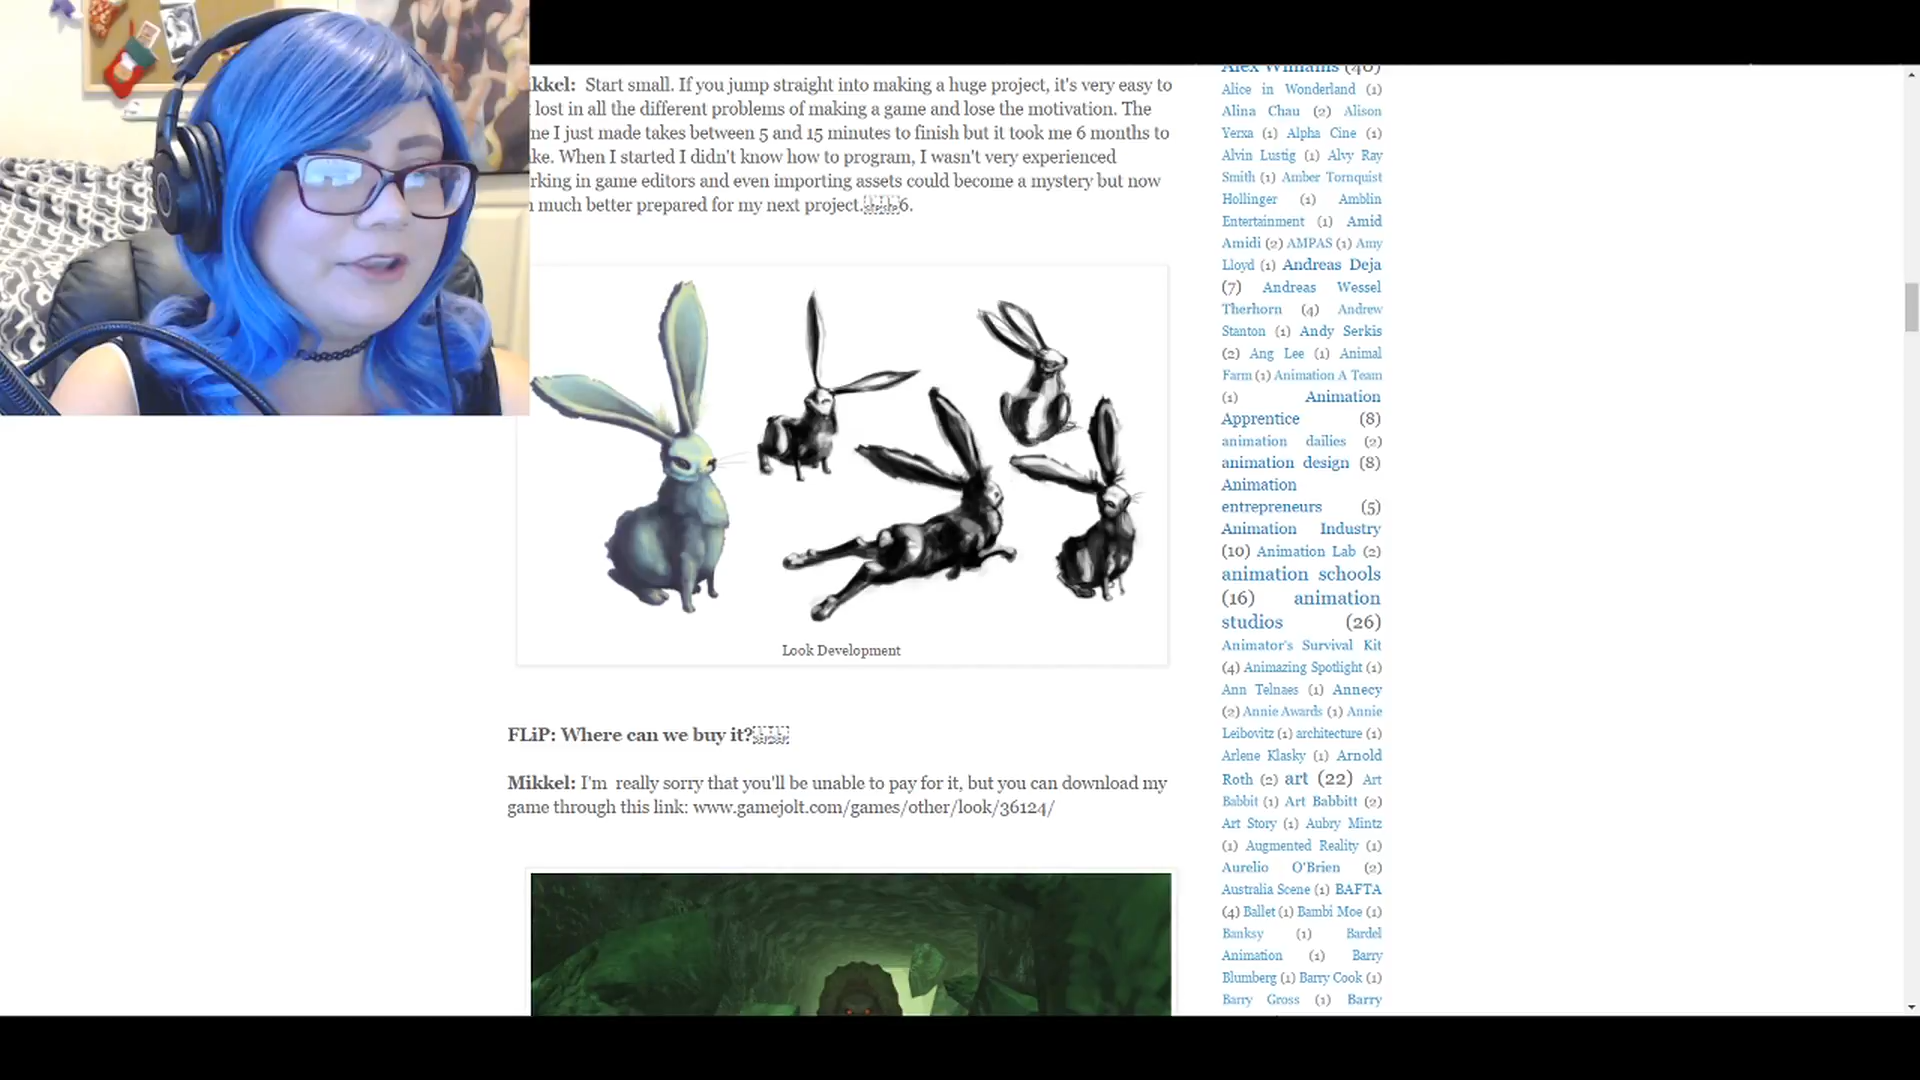 kkel: Start small. If you jump straight into making a huge project, it's very easy to
lost in all the different problems of making a game and lose the motivation. The
ne I just made takes between 5 and 15 minutes to finish but it took me 6 months to
ke. When I started I didn't know how to program, I wasn't very experienced
rking in game editors and even importing assets could become a mystery but now
much better prepared for my next project. 6.
Look Development
FLiP: Where can we buy it?
Mikkel: I'm really sorry that you'll be unable to pay for it, but you can download my
game through this link: www.gamejolt.com/games/other/look/36124/
Alex Williams (40)
Alice in Wonderland (1)
Alina Chau (2) Alison
Yerxa (1) Alpha Cine (1)
Alvin Lustig (1) Alvy Ray
Smith (1) Amber Tornquist
Hollinger (1) Amblin
Entertainment (1) Amid
Amidi (2) AMPAS (1) Amy
Lloyd (1) Andreas Deja
(7) Andreas Wessel
Therhorn (4) Andrew
Stanton (1) Andy Serkis
(2) Ang Lee (1) Animal
Farm (1) Animation A Team
(1) Animation
Apprentice (8)
animation dailies (2)
animation design (8)
Animation
entrepreneurs (5)
Animation Industry
(10) Animation Lab (2)
animation schools
(16) animation
studios (26)
Animator's Survival Kit
(4) Animazing Spotlight (1)
Ann Telnaes (1) Annecy
(2) Annie Awards (1) Annie
Leibovitz (1) architecture (1)
Arlene Klasky (1) Arnold
Roth (2) art (22) Art
Babbit (1) Art Babbitt (2)
Art Story (1) Aubry Mintz
(1) Augmented Reality (1)
Aurelio O'Brien (2)
Australia Scene (1) BAFTA
(4) Ballet (1) Bambi Moe (1)
Banksy (1) Bardel
Animation (1) Barry
Blumberg (1) Barry Cook (1)
Barry Gross (1) Barry